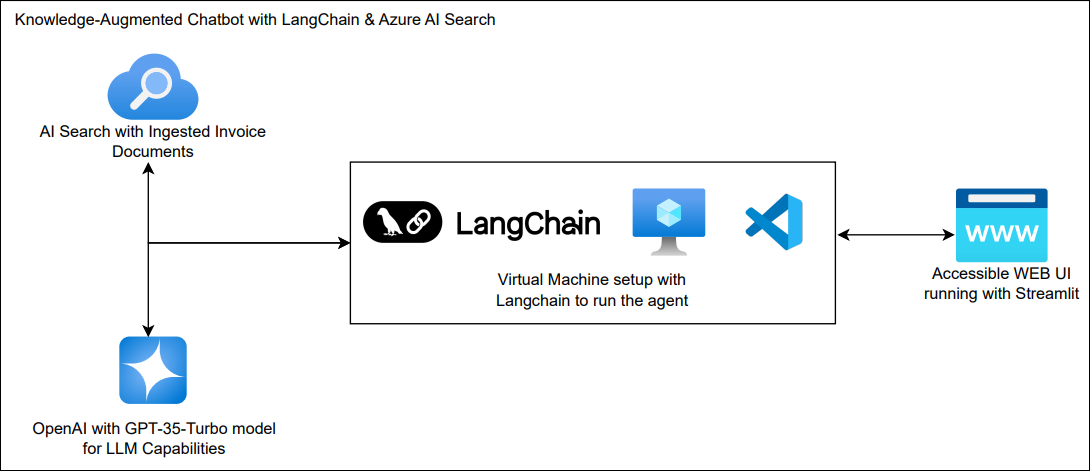 Knowledge-Augmented Chatbot with LangChain & Azure AI Search
AI Search with Ingested Invoice
Documents
LangChain
Virtual Machine setup with
Langchain to run the agent
WWW
Accessible WEB UI
running with Streamlit
OpenAI with GPT-35-Turbo model
for LLM Capabilities